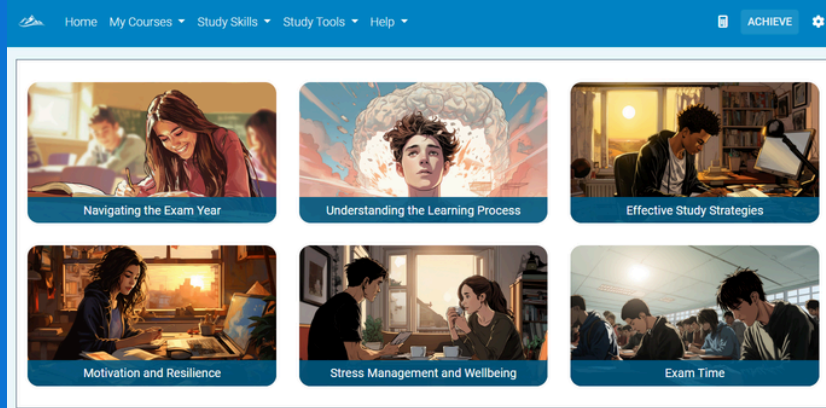 Home My Courses Study Skills Study Tools Help ACHIEVE
Navigating the Exam Year
Understanding the Learning Process
Effective Study Strategies
Motivation and Resilience
Stress Management and Wellbeing
Exam Time